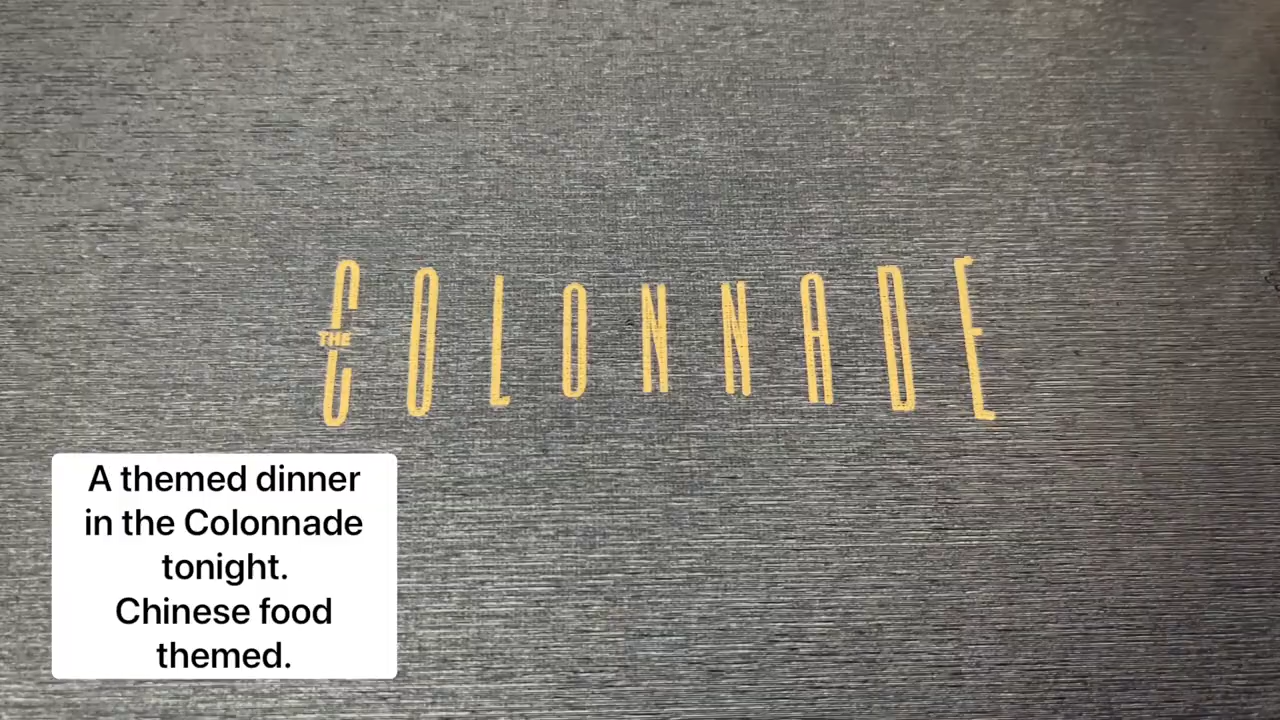 THE
COLONNADE
A themed dinner
in the Colonnade
tonight.
Chinese food
themed.